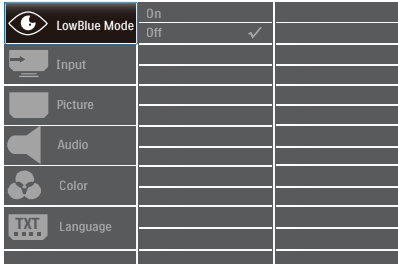 LowBlue Mode
On
Off
Input
Picture
Audio
Color
TXT
Language